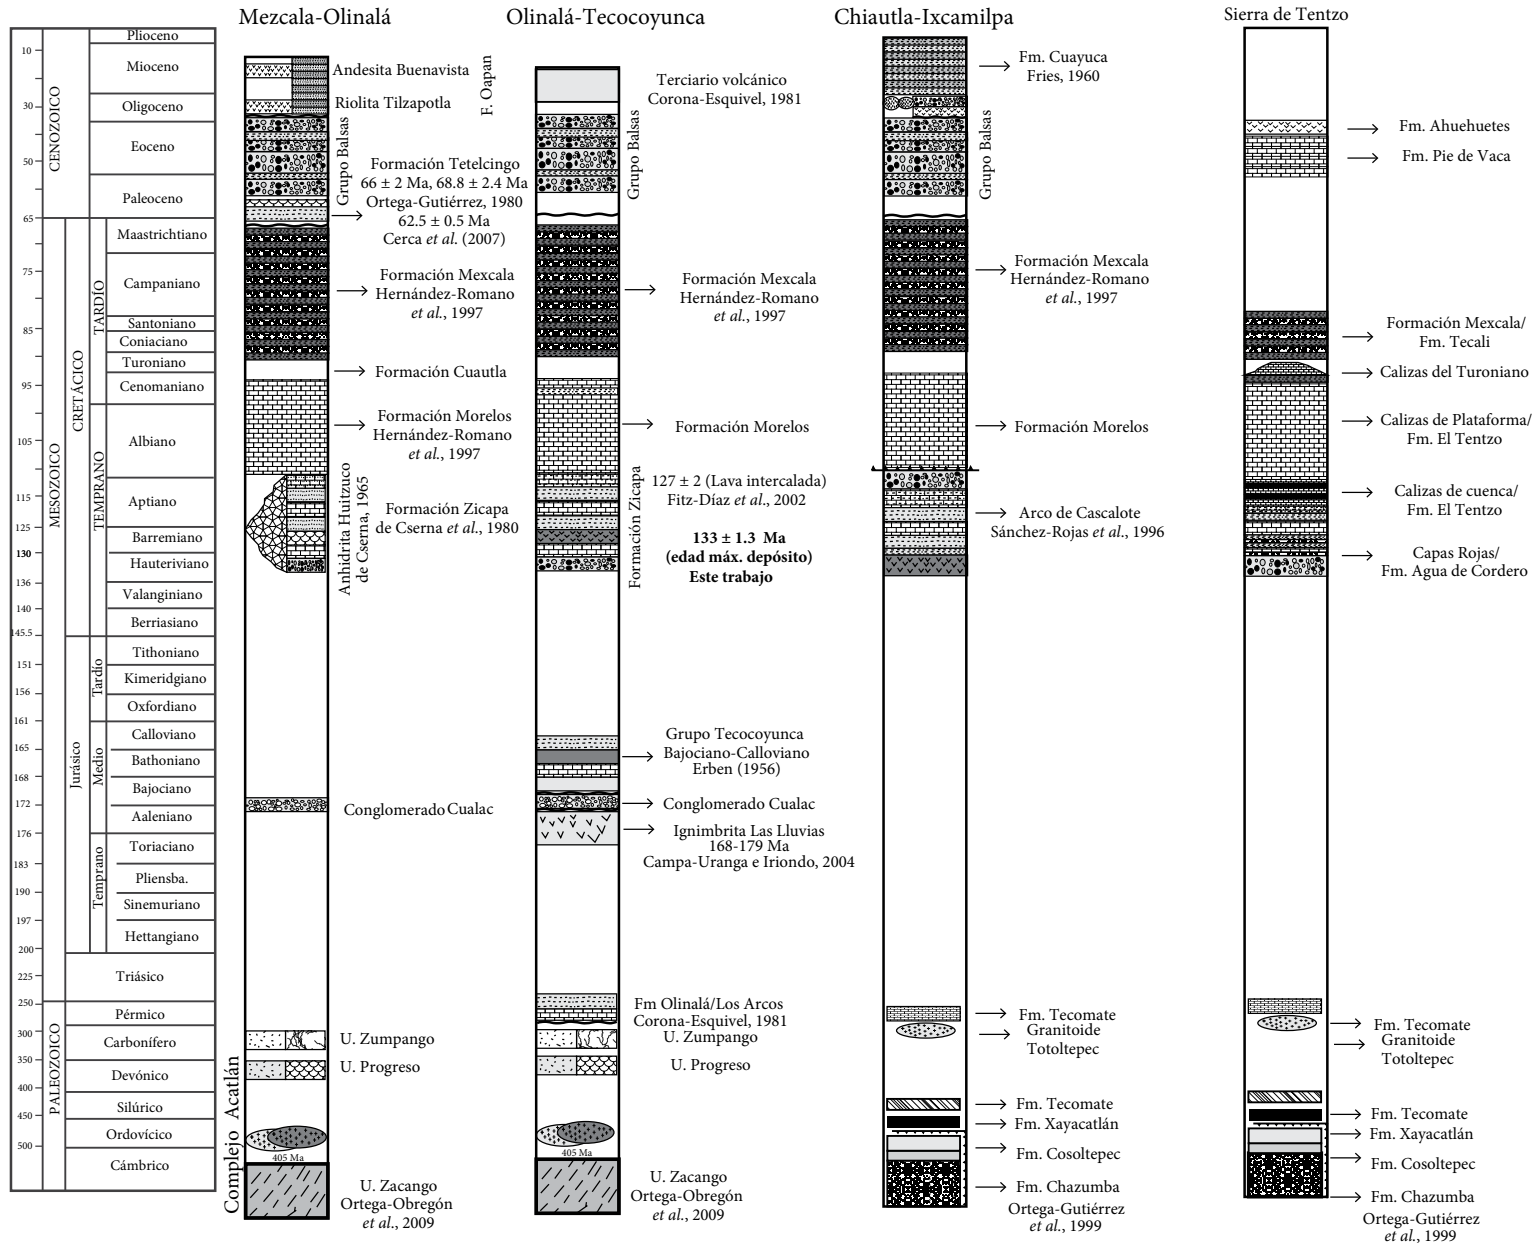 Mezcala-Olinalá
Olinalá-Tecocoyunca
Chiautla-Ixcamilpa
Sierra de Tentzo
CENOZOICO
MESOZOICO
PALEOZOICO
CRETÁCICO
Jurásico
TARDÍO
TEMPRANO
Tardío
Medio
Temprano
Plioceno
Mioceno
Oligoceno
Eoceno
Paleoceno
Maastrichtiano
Campaniano
Santoniano
Coniaciano
Turoniano
Cenomaniano
Albiano
Aptiano
Barremiano
Hauteriviano
Valanginiano
Berriasiano
Tithoniano
Kimeridgiano
Oxfordiano
Calloviano
Bathoniano
Bajociano
Aaleniano
Toriaciano
Pliensba.
Sinemuriano
Hettangiano
Triásico
Pérmico
Carbonífero
Devónico
Silúrico
Ordovícico
Cámbrico
10
30
50
65
75
85
95
105
115
125
130
136
140
145.5
151
156
161
165
168
172
176
183
190
197
200
225
250
300
350
400
450
500
Andesita Buenavista
Riolita Tilzapotla
F. Oapan
Grupo Balsas
Formación Tetelcingo
66 ± 2 Ma, 68.8 ± 2.4 Ma
Ortega-Gutiérrez, 1980
62.5 ± 0.5 Ma
Cerca et al. (2007)
Formación Mexcala
Hernández-Romano
et al., 1997
Formación Cuautla
Formación Morelos
Hernández-Romano
et al., 1997
Anhidrita Huitzuco
de Cserna, 1965
Formación Zicapa
de Cserna et al., 1980
Conglomerado Cualac
U. Zumpango
U. Progreso
Complejo Acatlán
405 Ma
U. Zacango
Ortega-Obregón
et al., 2009
Terciario volcánico
Corona-Esquivel, 1981
Grupo Balsas
Formación Mexcala
Hernández-Romano
et al., 1997
Formación Morelos
Formación Zicapa
127 ± 2 (Lava intercalada)
Fitz-Díaz et al., 2002
133 ± 1.3 Ma
(edad máx. depósito)
Este trabajo
Grupo Tecocoyunca
Bajociano-Calloviano
Erben (1956)
Conglomerado Cualac
Ignimbrita Las Lluvias
168-179 Ma
Campa-Uranga e Iriondo, 2004
Fm Olinalá/Los Arcos
Corona-Esquivel, 1981
U. Zumpango
U. Progreso
405 Ma
U. Zacango
Ortega-Obregón
et al., 2009
Fm. Cuayuca
Fries, 1960
Grupo Balsas
Formación Mexcala
Hernández-Romano
et al., 1997
Formación Morelos
Arco de Cascalote
Sánchez-Rojas et al., 1996
Fm. Tecomate
Granitoide
Totoltepec
Fm. Tecomate
Fm. Xayacatlán
Fm. Cosoltepec
Fm. Chazumba
Ortega-Gutiérrez
et al., 1999
Fm. Ahuehuetes
Fm. Pie de Vaca
Formación Mexcala/
Fm. Tecali
Calizas del Turoniano
Calizas de Plataforma/
Fm. El Tentzo
Calizas de cuenca/
Fm. El Tentzo
Capas Rojas/
Fm. Agua de Cordero
Fm. Tecomate
Granitoide
Totoltepec
Fm. Tecomate
Fm. Xayacatlán
Fm. Cosoltepec
Fm. Chazumba
Ortega-Gutiérrez
et al., 1999